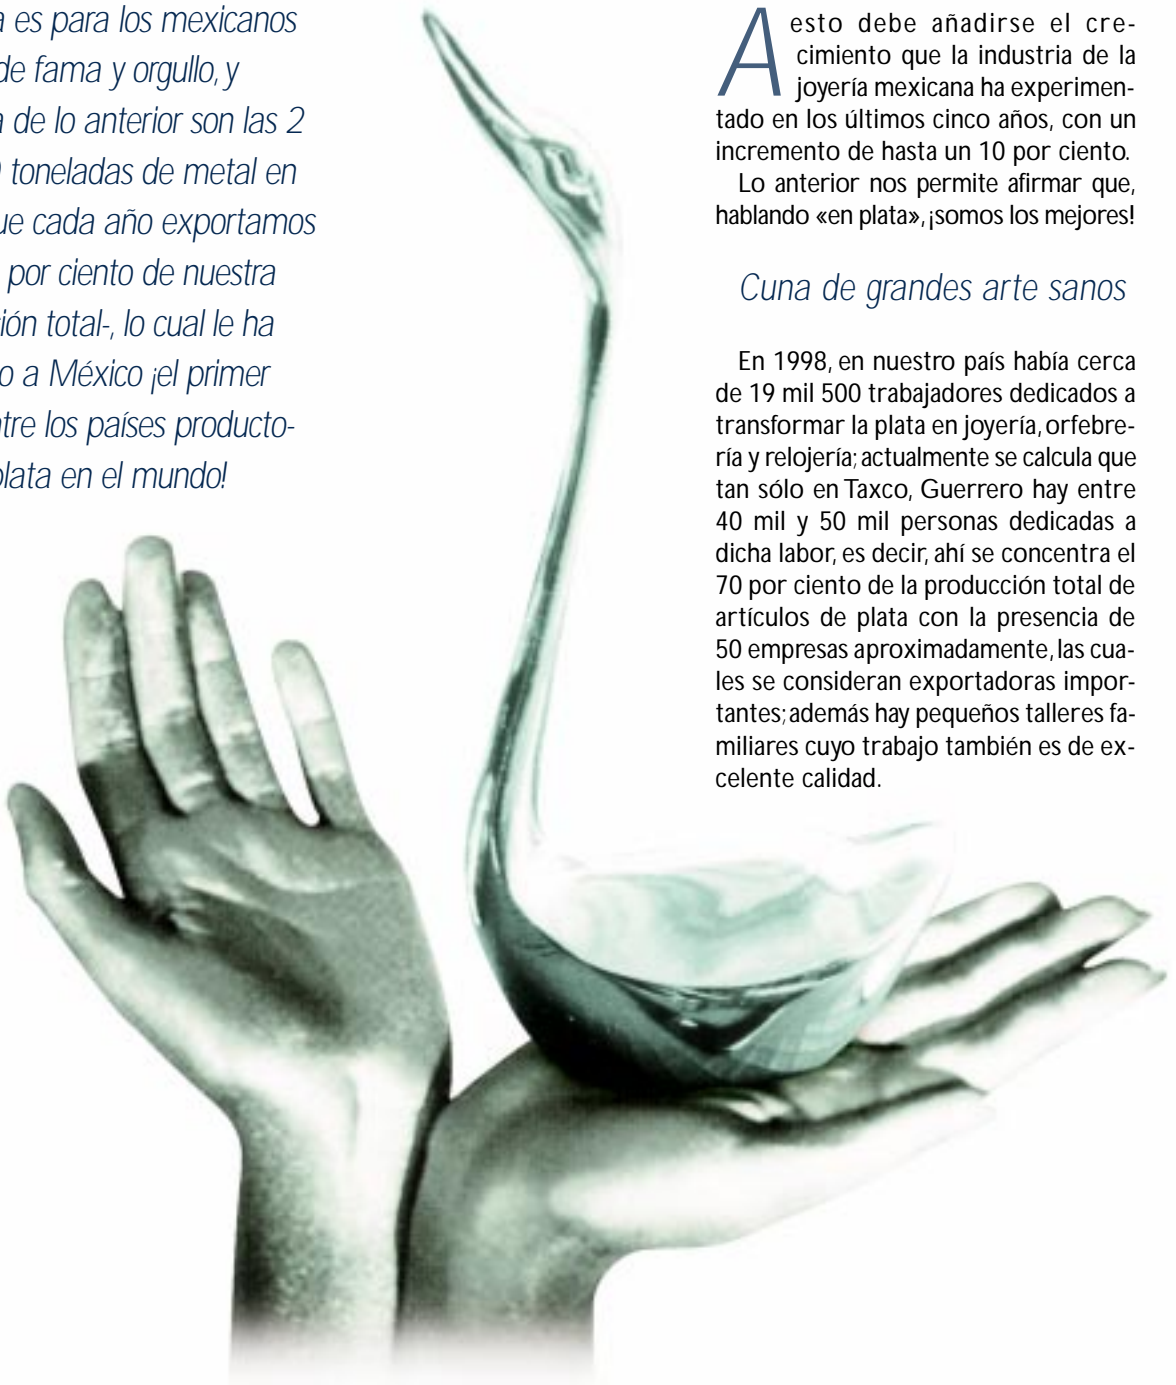 es para los mexicanos
de fama y orgullo, y
de lo anterior son las 2
toneladas de metal en
cada año exportamos
por ciento de nuestra
total-, lo cual le ha
a México ¡el primer
los países producto-
en el mundo!
A esto debe añadirse el cre-
cimiento que la industria de la
joyería mexicana ha experimen-
tado en los últimos cinco años, con un
incremento de hasta un 10 por ciento.
Lo anterior nos permite afirmar que,
hablando «en plata», ¡somos los mejores!
Cuna de grandes arte sanos
En 1998, en nuestro país había cerca
de 19 mil 500 trabajadores dedicados a
transformar la plata en joyería, orfebre-
ría y relojería; actualmente se calcula que
tan sólo en Taxco, Guerrero hay entre
40 mil y 50 mil personas dedicadas a
dicha labor, es decir, ahí se concentra el
70 por ciento de la producción total de
artículos de plata con la presencia de
50 empresas aproximadamente, las cua-
les se consideran exportadoras impor-
tantes; además hay pequeños talleres fa-
miliares cuyo trabajo también es de ex-
celente calidad.